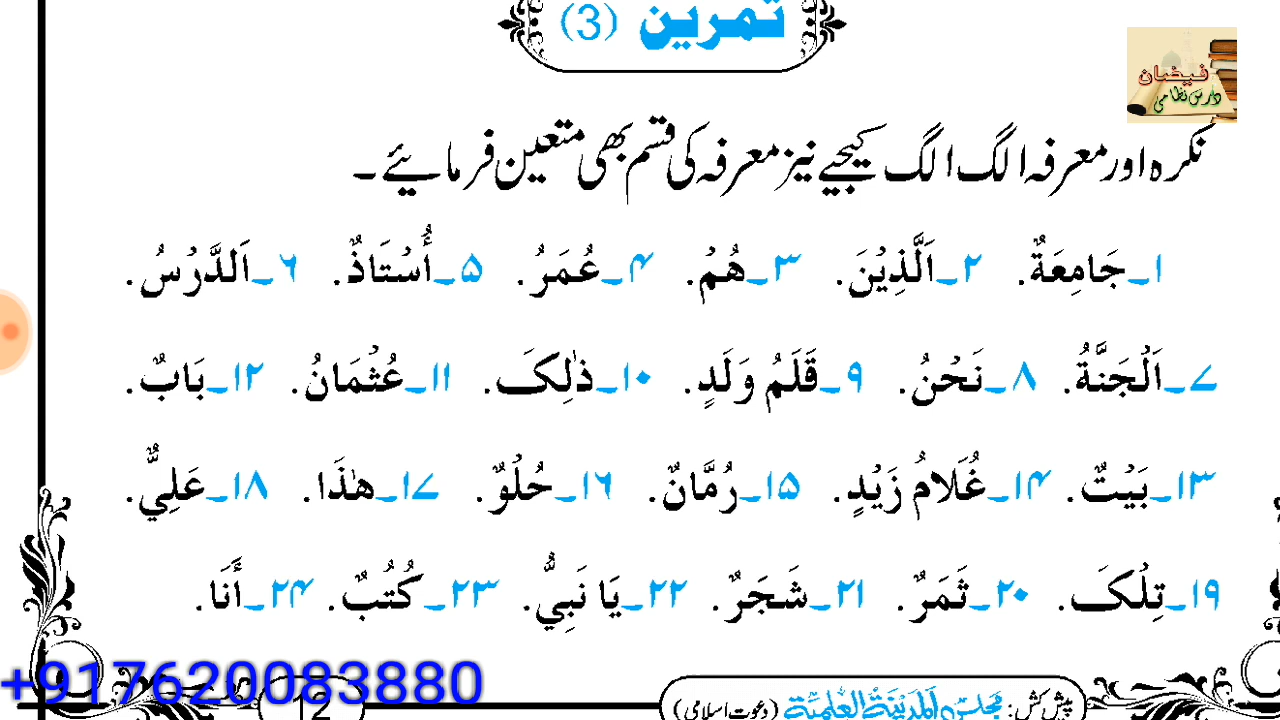 تمرین (3)
فیضان
درس نظامی
نکرہ اور معرفہ الگ الگ کیجیے نیز معرفہ کی قسم بھی متعین فرمائیے۔
۱۔جَامِعَةٌ. ۲۔اَلَّذِیْنَ. ۳۔هُمْ. ۴۔عُمَرُ. ۵۔أُسْتَاذٌ. ۶۔اَلدَّرْسُ.
۷۔اَلْجَنَّةُ. ۸۔نَحْنُ. ۹۔قَلَمُ وَلَدٍ. ۱۰۔ذٰلِکَ. ۱۱۔عُثْمَانُ. ۱۲۔بَابٌ.
۱۳۔بَیْتٌ. ۱۴۔غُلَامُ زَیْدٍ. ۱۵۔رُمَّانٌ. ۱۶۔حُلْوٌ. ۱۷۔هٰذَا. ۱۸۔عَلِيٌّ.
۱۹۔تِلْکَ. ۲۰۔ثَمَرٌ. ۲۱۔شَجَرٌ. ۲۲۔یَا نَبِيُّ. ۲۳۔کُتُبٌ. ۲۴۔أَنَا.
+917620083880
12
پیش کش: مجلس اَلْمَدِیْنَةُ الْعِلْمِیَّة (دعوت اسلامی)